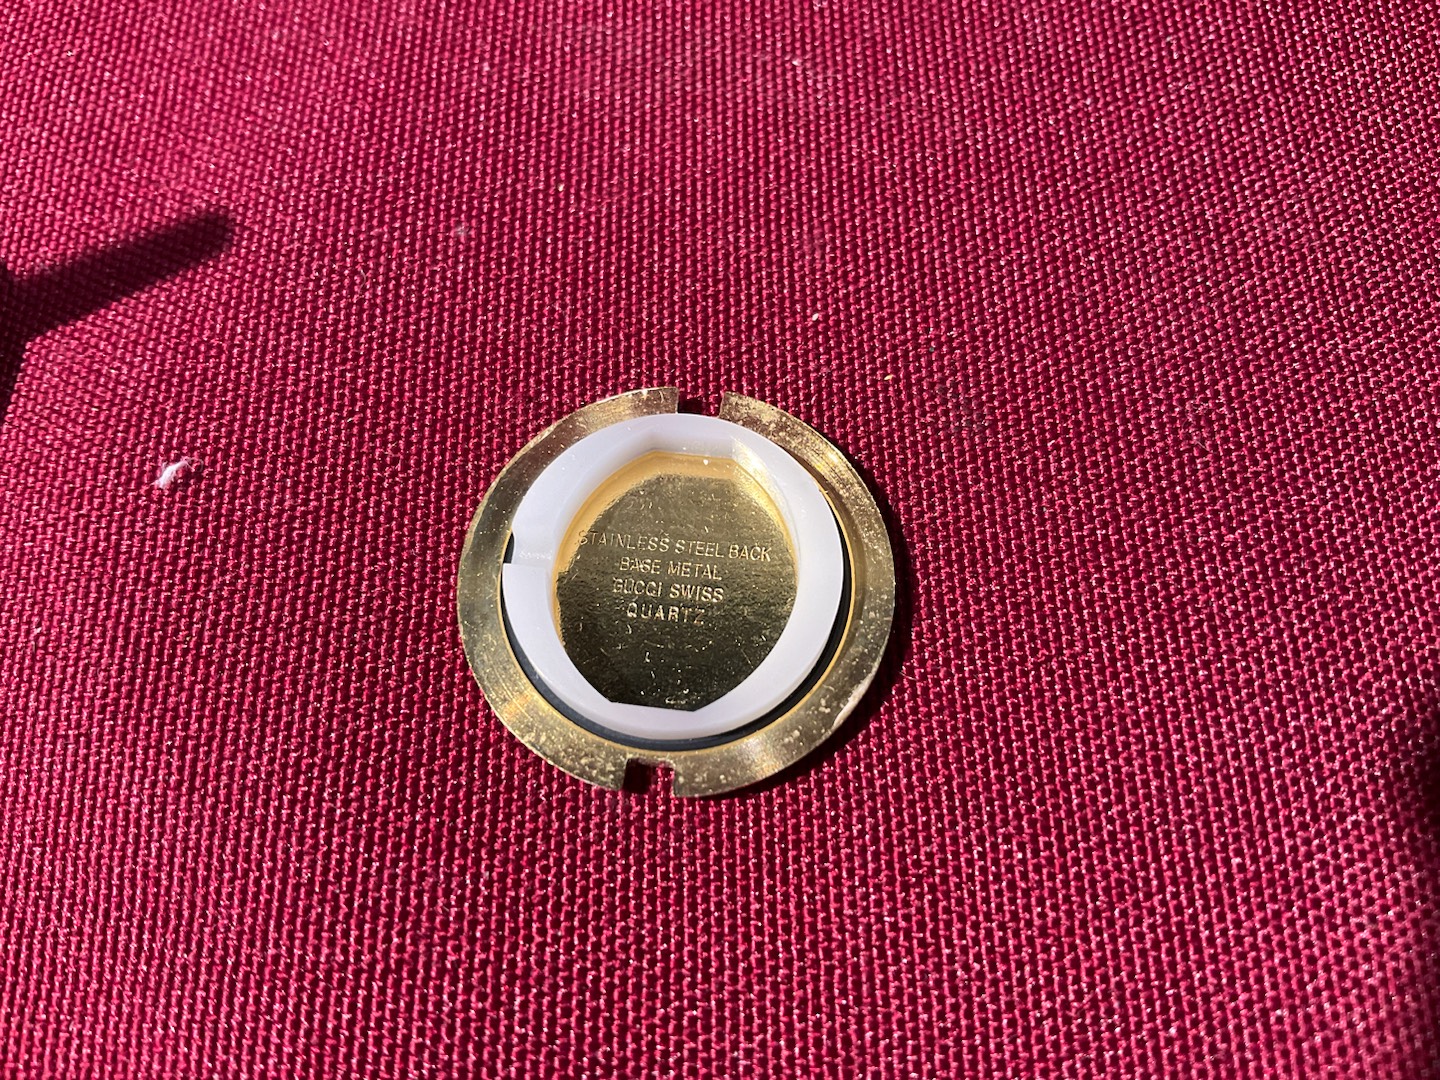 STAINLESS STEEL BACK
BASE METAL
GUCCI SWISS
QUARTZ